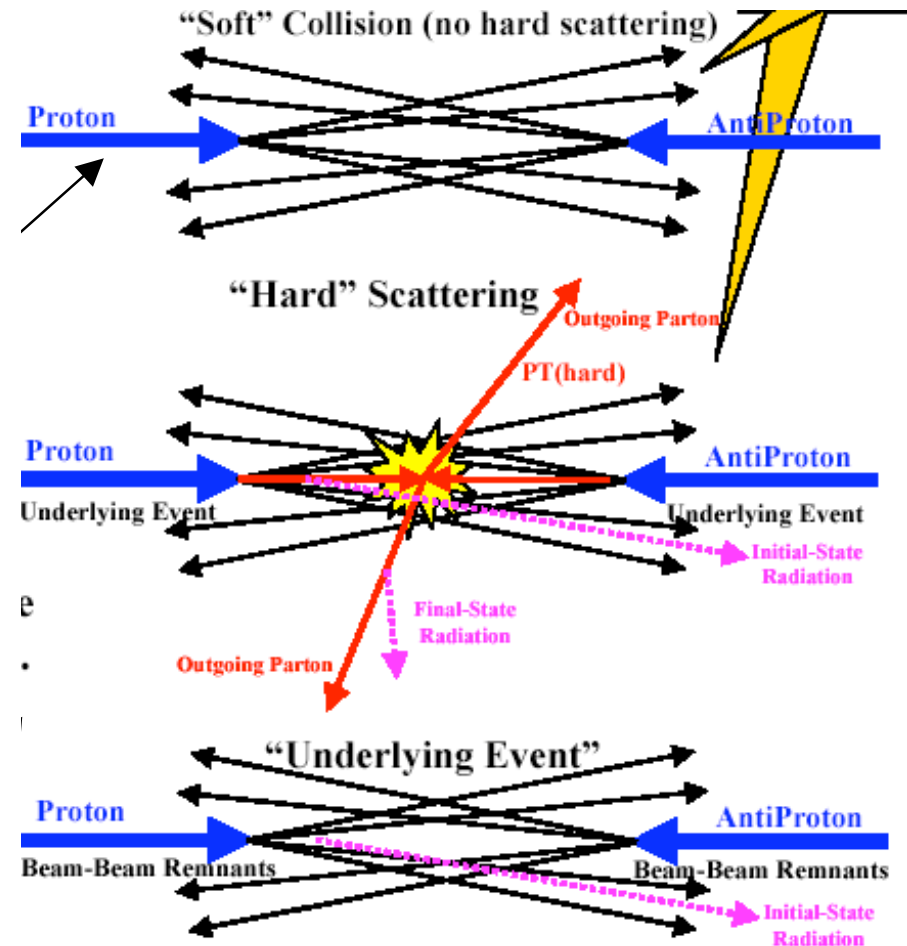 “Soft” Collision (no hard scattering)
Proton
AntiProton
“Hard” Scattering
Outgoing Parton
PT(hard)
Proton
AntiProton
Underlying Event
Underlying Event
Initial-State
Radiation
e
Final-State
Radiation
.
Outgoing Parton
“Underlying Event”
Proton
AntiProton
Beam-Beam Remnants
Beam-Beam Remnants
Initial-State
Radiation